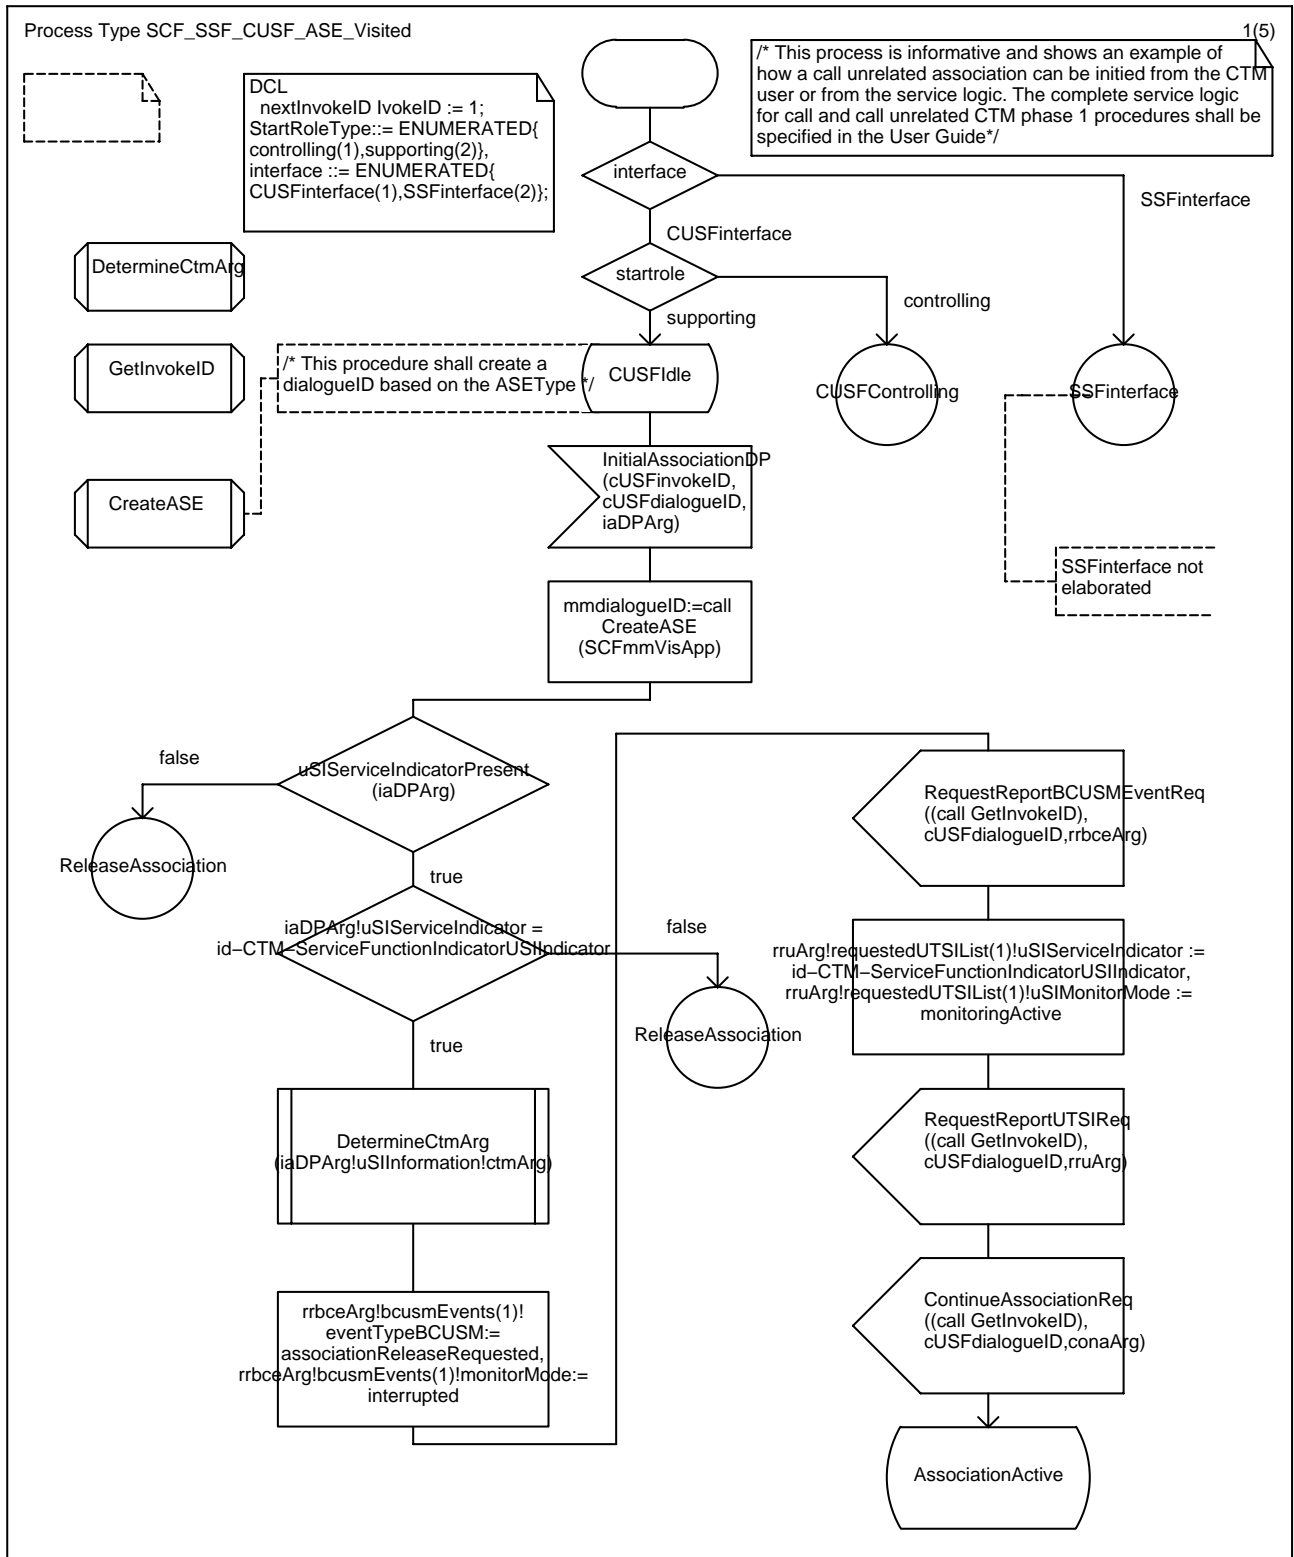 Process Type SCF_SSF_CUSF_ASE_Visited
1(5)
/* This process is informative and shows an example of
how a call unrelated association can be initied from the CTM
user or from the service logic. The complete service logic
for call and call unrelated CTM phase 1 procedures shall be
specified in the User Guide*/
DCL
nextInvokeID IvokeID := 1;
StartRoleType::= ENUMERATED{
controlling(1),supporting(2)},
interface ::= ENUMERATED{
CUSFinterface(1),SSFinterface(2)};
interface
SSFinterface
CUSFinterface
DetermineCtmArg
startrole
controlling
supporting
GetInvokeID
/* This procedure shall create a
dialogueID based on the ASEType */
CUSFIdle
CUSFControlling
SSFinterface
InitialAssociationDP
(cUSFinvokeID,
cUSFdialogueID,
iaDPArg)
CreateASE
SSFinterface not
elaborated
mmdialogueID:=call
CreateASE
(SCFmmVisApp)
false
uSIServiceIndicatorPresent
(iaDPArg)
ReleaseAssociation
true
iaDPArg!uSIServiceIndicator =
id−CTM−ServiceFunctionIndicatorUSIIndicator
false
ReleaseAssociation
true
DetermineCtmArg
(iaDPArg!uSIInformation!ctmArg)
rrbceArg!bcusmEvents(1)!
eventTypeBCUSM:=
associationReleaseRequested,
rrbceArg!bcusmEvents(1)!monitorMode:=
interrupted
RequestReportBCUSMEventReq
((call GetInvokeID),
cUSFdialogueID,rrbceArg)
rruArg!requestedUTSIList(1)!uSIServiceIndicator :=
id−CTM−ServiceFunctionIndicatorUSIIndicator,
rruArg!requestedUTSIList(1)!uSIMonitorMode :=
monitoringActive
RequestReportUTSIReq
((call GetInvokeID),
cUSFdialogueID,rruArg)
ContinueAssociationReq
((call GetInvokeID),
cUSFdialogueID,conaArg)
AssociationActive